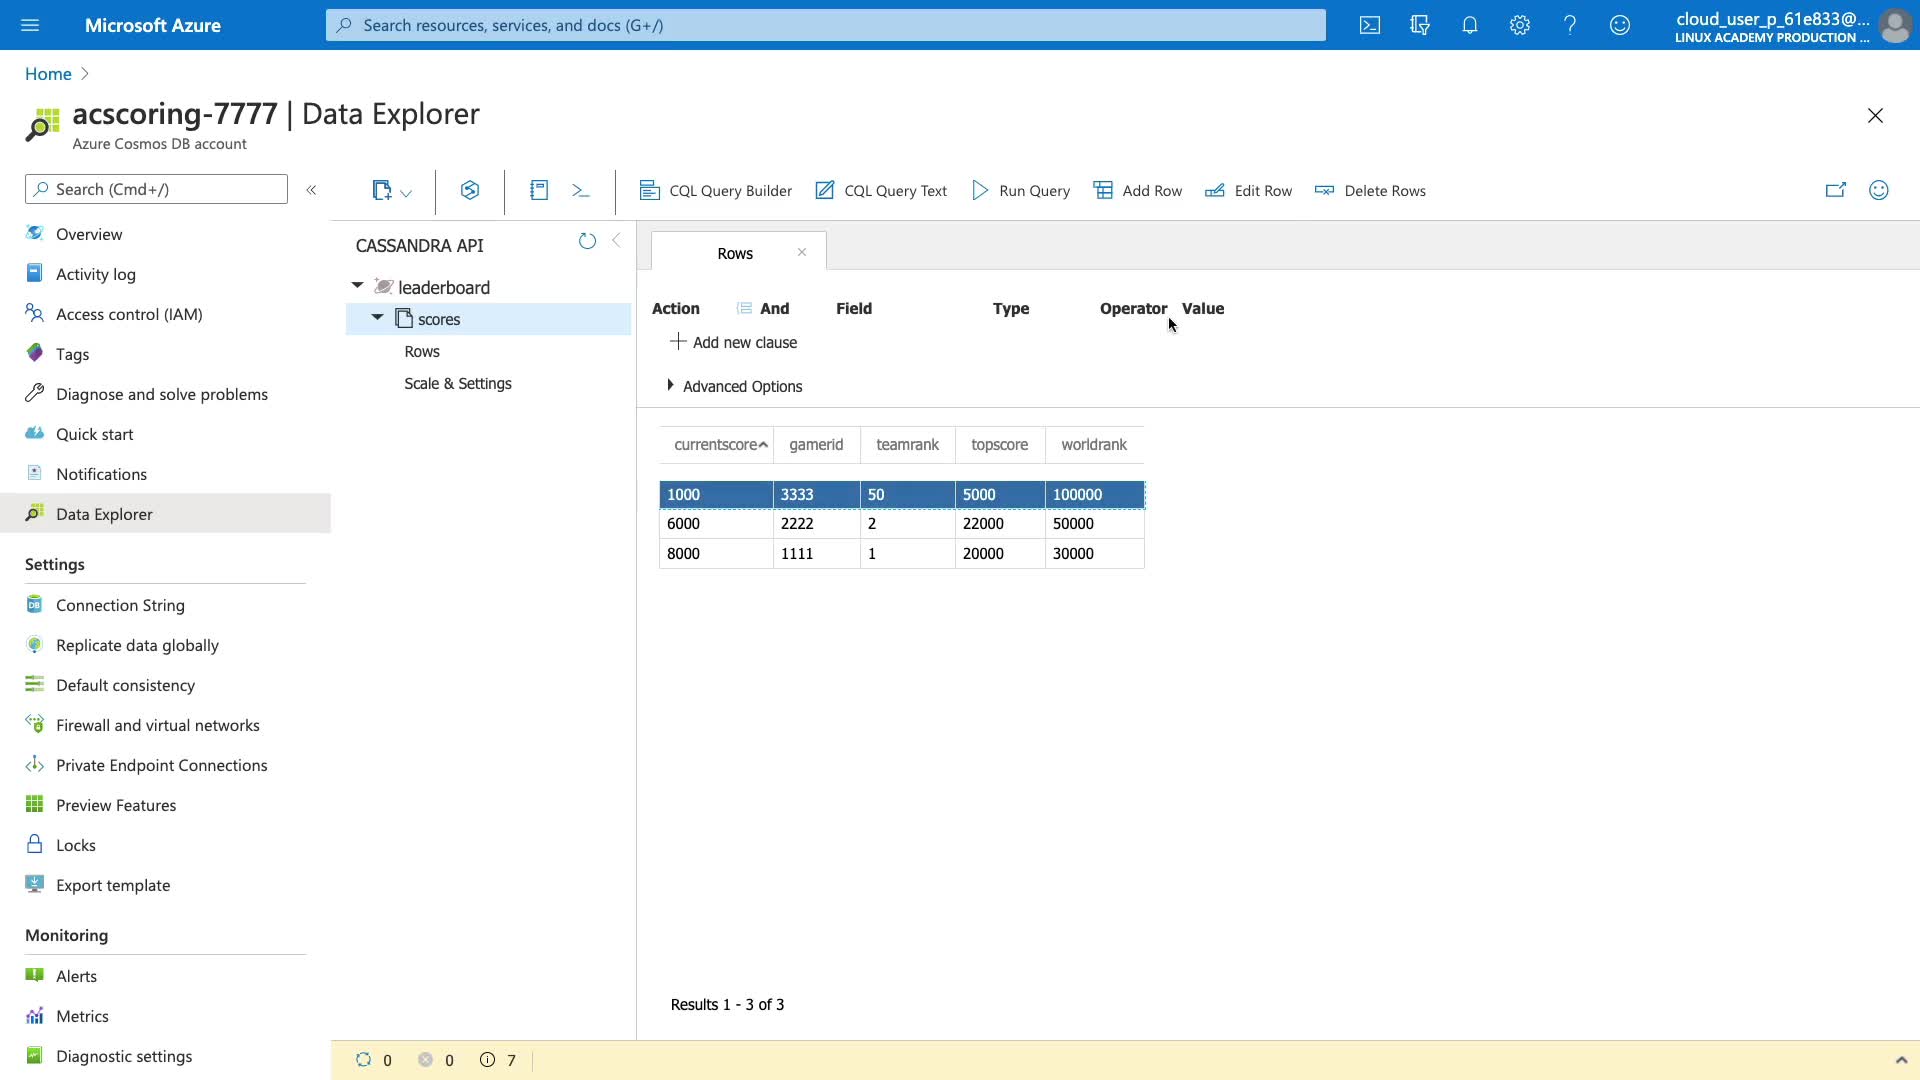 Microsoft Azure
Search resources, services, and docs (G+/)
cloud_user_p_61e833@...
LINUX ACADEMY PRODUCTION ...
Home
acscoring-7777 | Data Explorer
Azure Cosmos DB account
Search (Cmd+/)
Overview
Activity log
Access control (IAM)
Tags
Diagnose and solve problems
Quick start
Notifications
Data Explorer
Settings
Connection String
Replicate data globally
Default consistency
Firewall and virtual networks
Private Endpoint Connections
Preview Features
Locks
Export template
Monitoring
Alerts
Metrics
Diagnostic settings
CQL Query Builder CQL Query Text Run Query Add Row Edit Row Delete Rows
CASSANDRA API
leaderboard
scores
Rows
Scale & Settings
Rows
Action And Field Type Operator Value
Add new clause
Advanced Options
currentscore gamerid teamrank topscore worldrank
1000 3333 50 5000 100000
6000 2222 2 22000 50000
8000 1111 1 20000 30000
Results 1 - 3 of 3
0 0 7